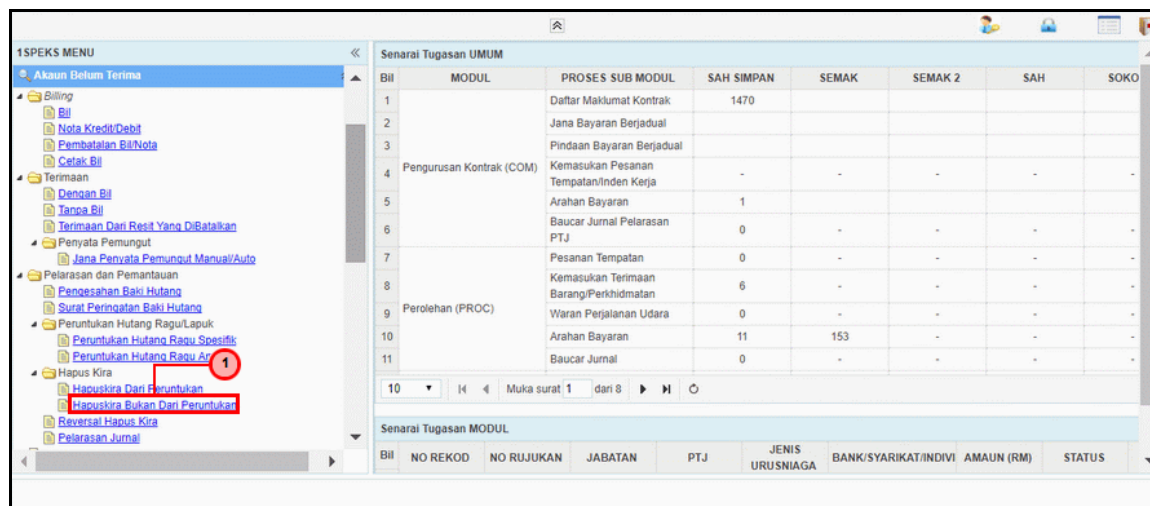 1SPEKS MENU
Akaun Belum Terima
Billing
Bil
Nota Kredit/Debit
Pembatalan Bil/Nota
Cetak Bil
Terimaan
Dengan Bil
Tanpa Bil
Terimaan Dari Resit Yang DiBatalkan
Penyata Pemungut
Jana Penyata Pemungut Manual/Auto
Pelarasan dan Pemantauan
Pengesahan Baki Hutang
Surat Peringatan Baki Hutang
Peruntukan Hutang Ragu/Lapuk
Peruntukan Hutang Ragu Spesifik
Peruntukan Hutang Ragu
1
Hapus Kira
Hapuskira Dari Peruntukan
Hapuskira Bukan Dari Peruntukan
Reversal Hapus Kira
Pelarasan Jurnal
Senarai Tugasan UMUM
Bil MODUL PROSES SUB MODUL SAH SIMPAN SEMAK SEMAK 2 SAH SOKO
1 Daftar Maklumat Kontrak 1470
2 Jana Bayaran Berjadual
3 Pindaan Bayaran Berjadual
Pengurusan Kontrak (COM)
4 Kemasukan Pesanan
Tempatan/Inden Kerja - - - - -
5 Arahan Bayaran 1
6 Baucar Jurnal Pelarasan
PTJ 0 - - - -
7 Pesanan Tempatan 0 - - - -
8 Kemasukan Terimaan
Barang/Perkhidmatan 6 - - - -
Perolehan (PROC)
9 Waran Perjalanan Udara 0 - - - -
10 Arahan Bayaran 11 153 - - -
11 Baucar Jurnal 0 - - - -
10 Muka surat 1 dari 8
Senarai Tugasan MODUL
Bil NO REKOD NO RUJUKAN JABATAN PTJ JENIS
URUSNIAGA BANK/SYARIKAT/INDIVI AMAUN (RM) STATUS